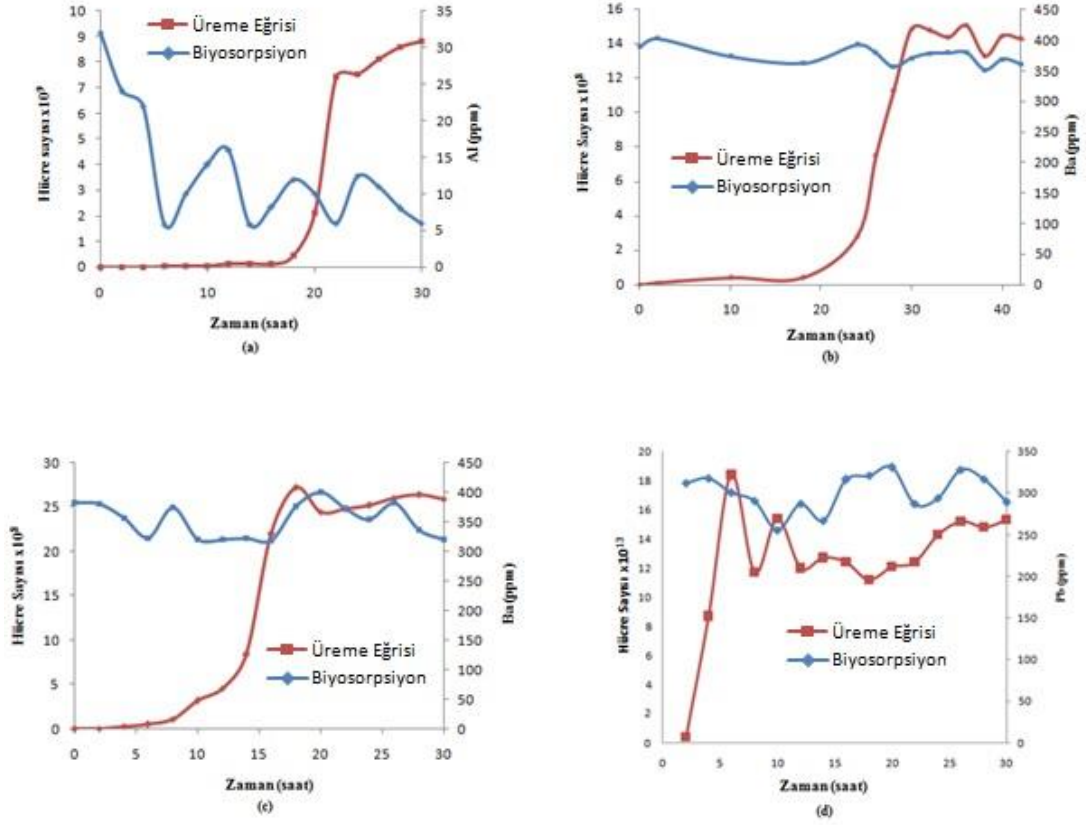 Üreme Eğrisi
Biyosorpsiyon
Hücre sayısı x10⁸
10
9
8
7
6
5
4
3
2
1
0
35
30
25
20
15
10
5
0
Al (ppm)
0 10 20 30
Zaman (saat)
(a)
Hücre Sayısı x10⁸
16
14
12
10
8
6
4
2
0
450
400
350
300
250
200
150
100
50
0
Ba (ppm)
Üreme Eğrisi
Biyosorpsiyon
0 10 20 30 40
Zaman (saat)
(b)
Hücre Sayısı x10⁸
30
25
20
15
10
5
0
450
400
350
300
250
200
150
100
50
0
Ba (ppm)
Üreme Eğrisi
Biyosorpsiyon
0 5 10 15 20 25 30
Zaman (saat)
(c)
Hücre Sayısı x10¹³
20
18
16
14
12
10
8
6
4
2
0
350
300
250
200
150
100
50
0
Pb (ppm)
Üreme Eğrisi
Biyosorpsiyon
0 5 10 15 20 25 30
Zaman (saat)
(d)